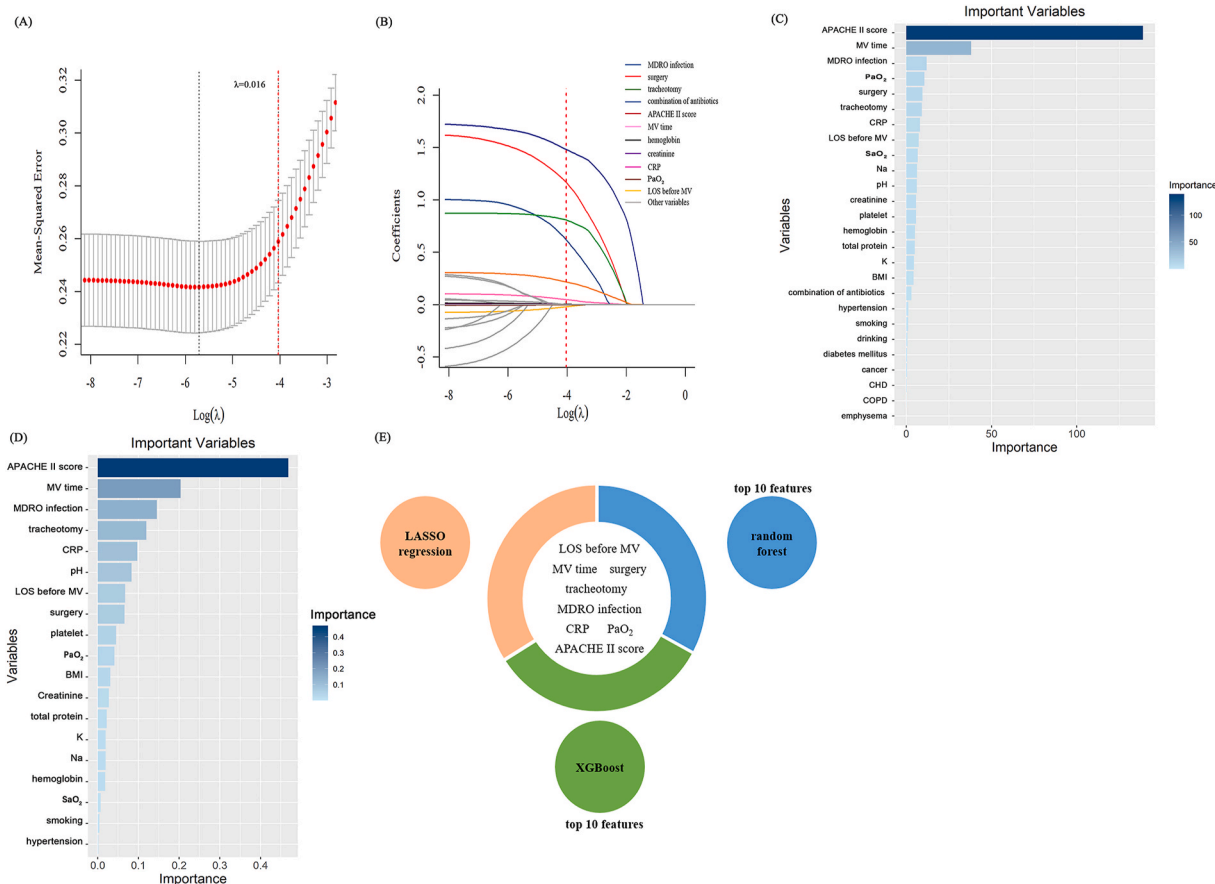 (A)
λ=0.016
Mean-Squared Error
0.32
0.30
0.28
0.26
0.24
0.22
-8
-7
-6
-5
-4
-3
Log(λ)
(B)
MDRO infection
surgery
tracheotomy
combination of antibiotics
APACHE II score
MV time
hemoglobin
creatinine
CRP
PaO₂
LOS before MV
Other variables
Coefficients
2.0
1.5
1.0
0.5
0.0
-0.5
-8
-6
-4
-2
0
Log(λ)
(C)
Important Variables
Variables
APACHE II score
MV time
MDRO infection
PaO₂
surgery
tracheotomy
CRP
LOS before MV
SaO₂
Na
pH
creatinine
platelet
hemoglobin
total protein
K
BMI
combination of antibiotics
hypertension
smoking
drinking
diabetes mellitus
cancer
CHD
COPD
emphysema
0
50
100
Importance
Importance
100
50
(D)
Important Variables
Variables
APACHE II score
MV time
MDRO infection
tracheotomy
CRP
pH
LOS before MV
surgery
platelet
PaO₂
BMI
Creatinine
total protein
K
Na
hemoglobin
SaO₂
smoking
hypertension
0.0
0.1
0.2
0.3
0.4
Importance
Importance
0.4
0.3
0.2
0.1
(E)
LASSO
regression
top 10 features
random
forest
LOS before MV
MV time surgery
tracheotomy
MDRO infection
CRP PaO₂
APACHE II score
XGBoost
top 10 features